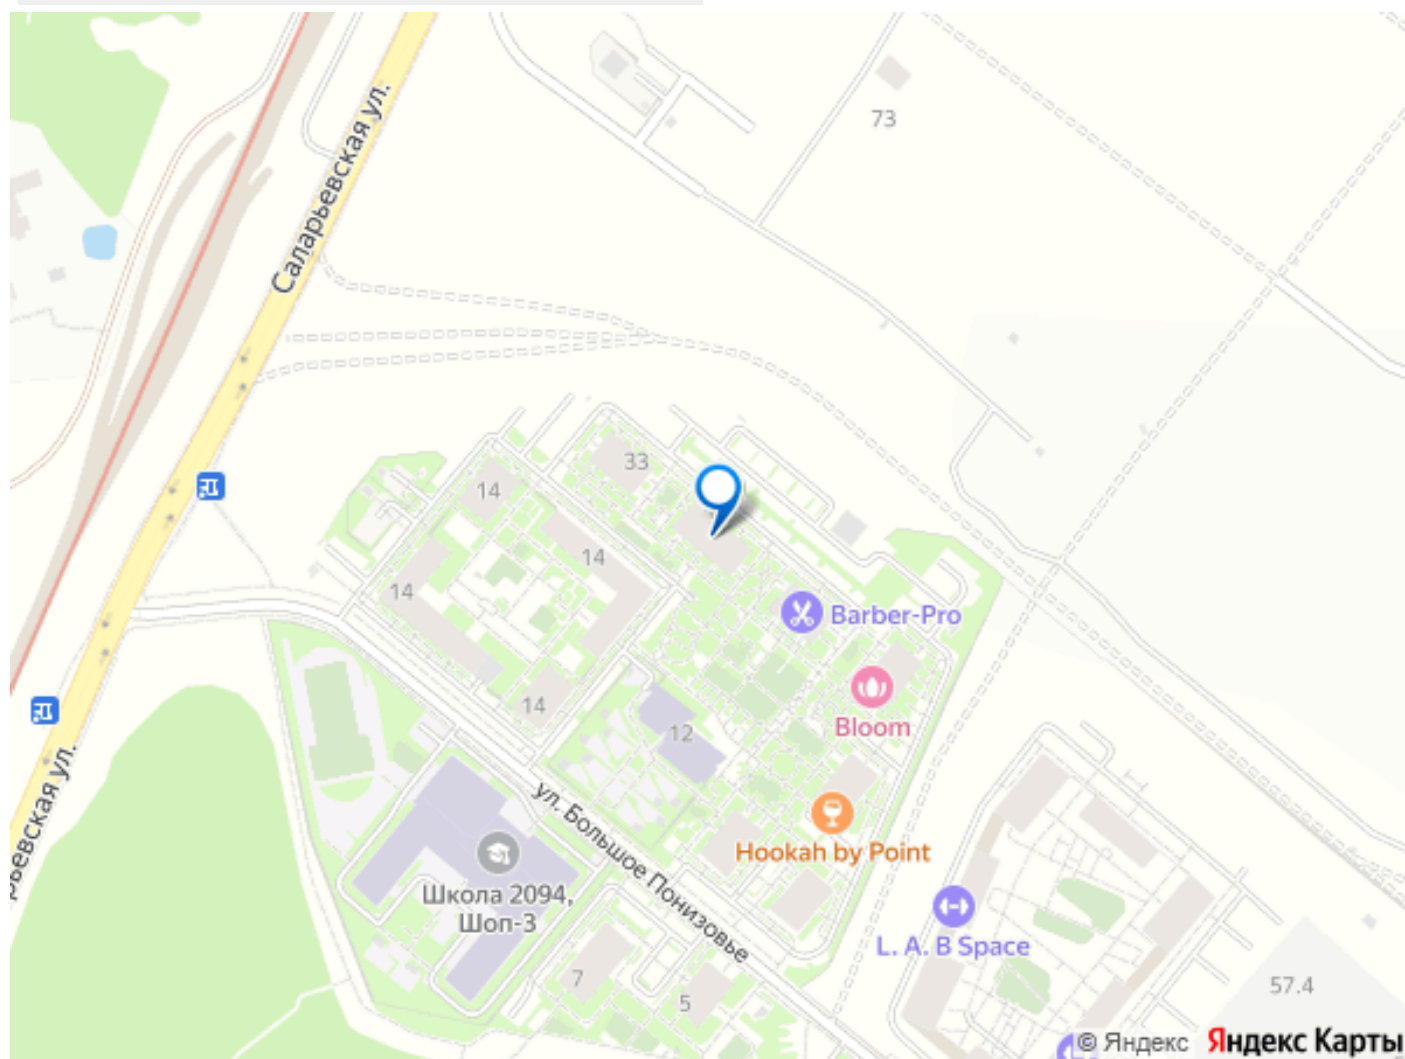 73
Саларьевская ул.
33
14
14
14
Barber-Pro
14
12
Bloom
рьевская ул.
ул. Большое Понизовье
Hookah by Point
Школа 2094,
Шоп-3
L. A. B Space
7
5
57.4
© Яндекс Яндекс Карты